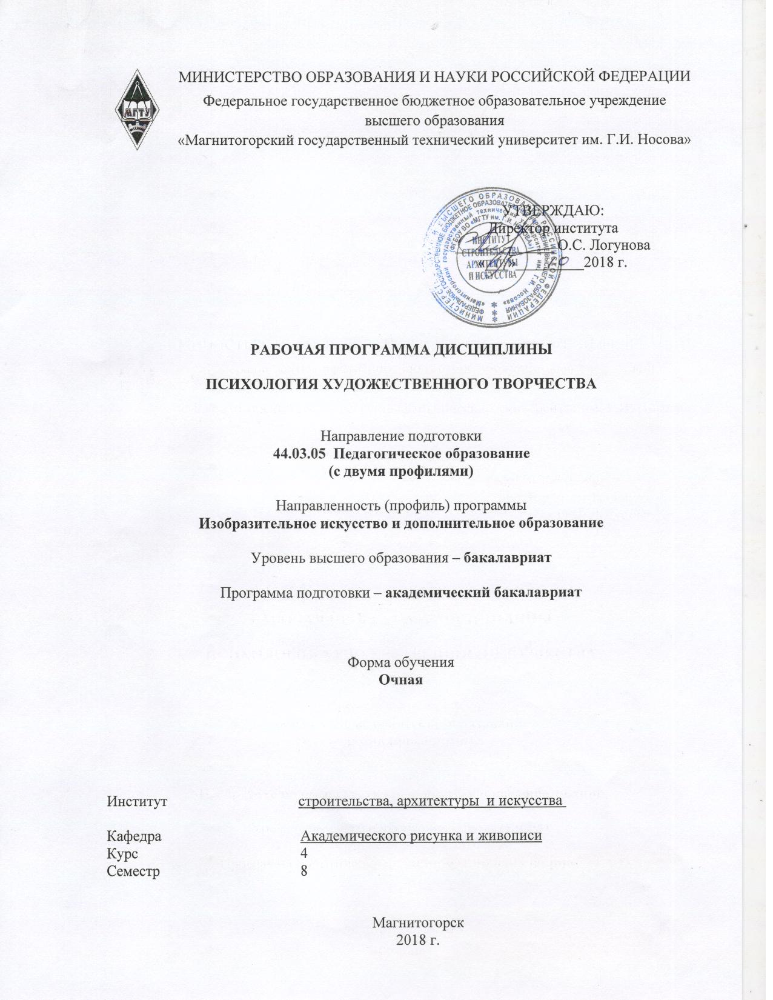 МИНИСТЕРСТВО ОБРАЗОВАНИЯ И НАУКИ РОССИЙСКОЙ ФЕДЕРАЦИИ
Федеральное государственное бюджетное образовательное учреждение
высшего образования
«Магнитогорский государственный технический университет им. Г.И. Носова»
МГТУ
УТВЕРЖДАЮ:
Директор института
О.С. Логунова
« » 10 2018 г.
ИНСТИТУТ
СТРОИТЕЛЬСТВА,
АРХИТЕКТУРЫ
И ИСКУССТВА
РАБОЧАЯ ПРОГРАММА ДИСЦИПЛИНЫ
ПСИХОЛОГИЯ ХУДОЖЕСТВЕННОГО ТВОРЧЕСТВА
Направление подготовки
44.03.05 Педагогическое образование
(с двумя профилями)
Направленность (профиль) программы
Изобразительное искусство и дополнительное образование
Уровень высшего образования – бакалавриат
Программа подготовки – академический бакалавриат
Форма обучения
Очная
Институт строительства, архитектуры и искусства
Кафедра Академического рисунка и живописи
Курс 4
Семестр 8
Магнитогорск
2018 г.